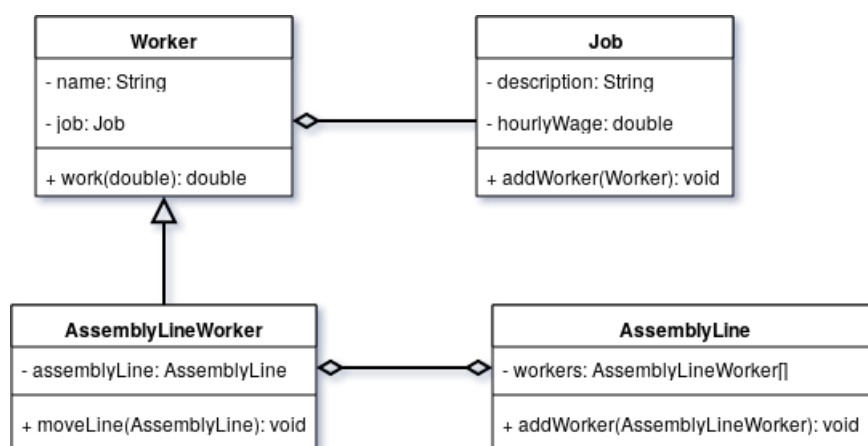 Worker
- name: String
- job: Job
+ work(double): double
Job
- description: String
- hourlyWage: double
+ addWorker(Worker): void
AssemblyLineWorker
- assemblyLine: AssemblyLine
+ moveLine(AssemblyLine): void
AssemblyLine
- workers: AssemblyLineWorker[]
+ addWorker(AssemblyLineWorker): void